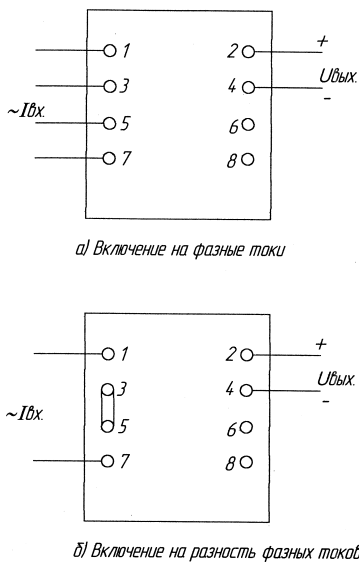 1 2 +
3 4 Uвых.
~Iвх. 5 6 -
7 8
а) Включение на фазные токи
1 2 +
3 4 Uвых.
~Iвх. 5 6 -
7 8
б) Включение на разность фазных токов